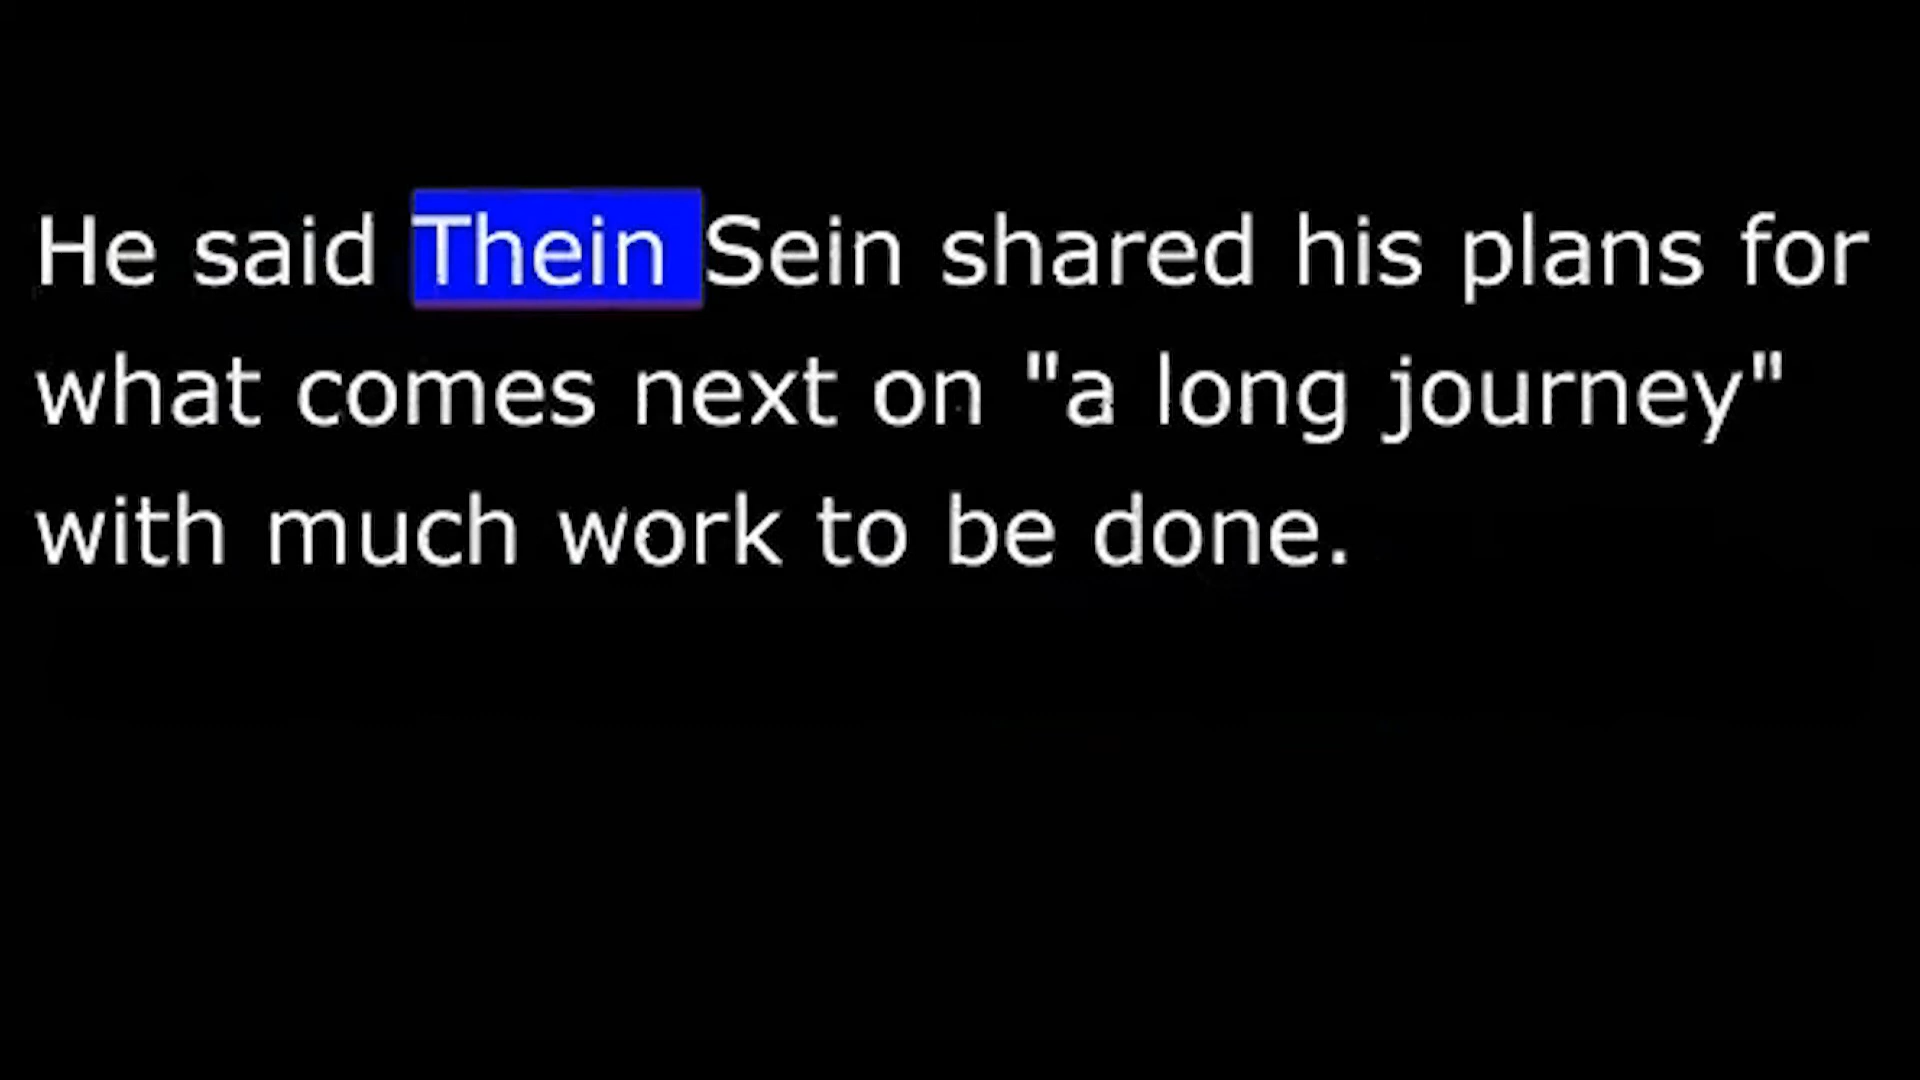 He said Thein Sein shared his plans for
what comes next on "a long journey"
with much work to be done.